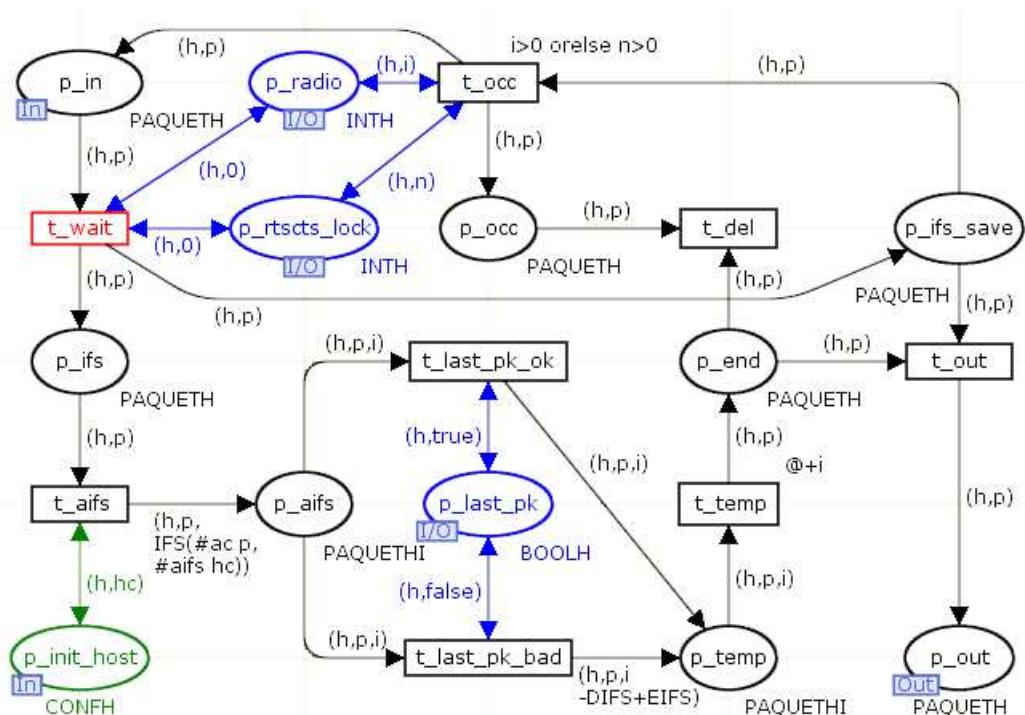 i>0 orelse n>0
(h,p)
p_in
In
PAQUETH
p_radio
I/O
INTH
(h,i)
t_occ
(h,p)
(h,p)
(h,0)
(h,n)
(h,p)
t_wait
(h,0)
p_rtscts_lock
I/O
INTH
p_occ
PAQUETH
(h,p)
t_del
p_ifs_save
PAQUETH
(h,p)
(h,p)
(h,p)
(h,p)
p_ifs
PAQUETH
(h,p,i)
t_last_pk_ok
p_end
PAQUETH
(h,p)
t_out
(h,p)
(h,true)
(h,p,i)
(h,p)
@+i
t_aifs
(h,p,
IFS(#ac p,
#aifs hc))
p_aifs
PAQUETHI
p_last_pk
I/O
BOOLH
t_temp
(h,p)
(h,hc)
(h,false)
(h,p,i)
p_init_host
In
CONFH
(h,p,i)
t_last_pk_bad
(h,p,i
-DIFS+EIFS)
p_temp
PAQUETHI
p_out
Out
PAQUETH